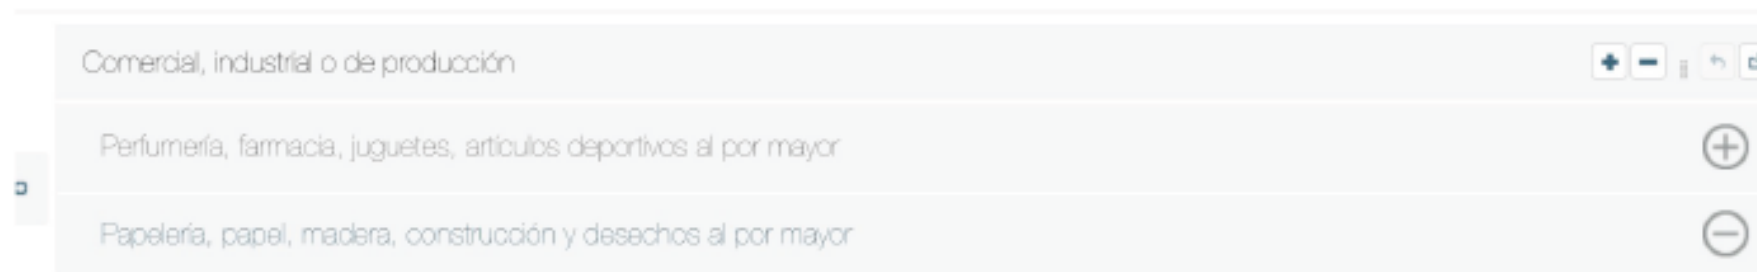 Comercial, industrial o de producción
Perfumería, farmacia, juguetes, artículos deportivos al por mayor
Papelería, papel, madera, construcción y desechos al por mayor